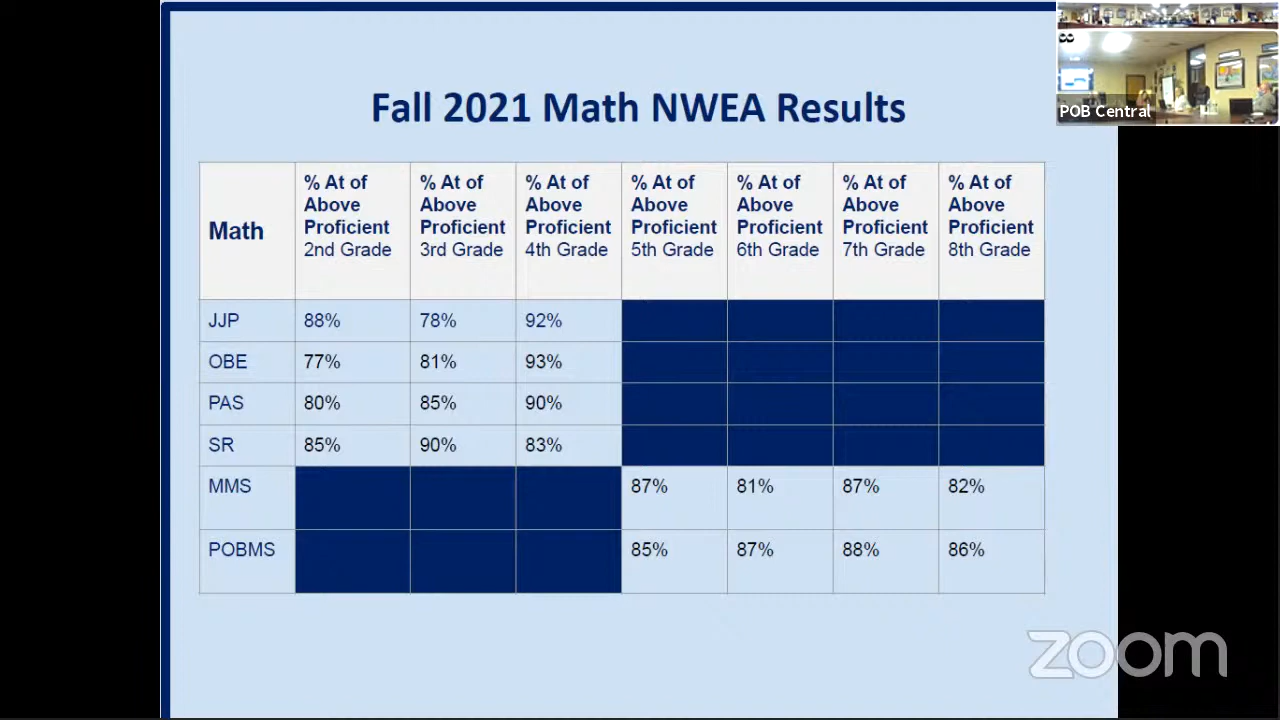 Fall 2021 Math NWEA Results
POB Central
Math
% At of
Above
Proficient
2nd Grade
% At of
Above
Proficient
3rd Grade
% At of
Above
Proficient
4th Grade
% At of
Above
Proficient
5th Grade
% At of
Above
Proficient
6th Grade
% At of
Above
Proficient
7th Grade
% At of
Above
Proficient
8th Grade
JJP 88% 78% 92%
OBE 77% 81% 93%
PAS 80% 85% 90%
SR 85% 90% 83%
MMS 87% 81% 87% 82%
POBMS 85% 87% 88% 86%
zoom